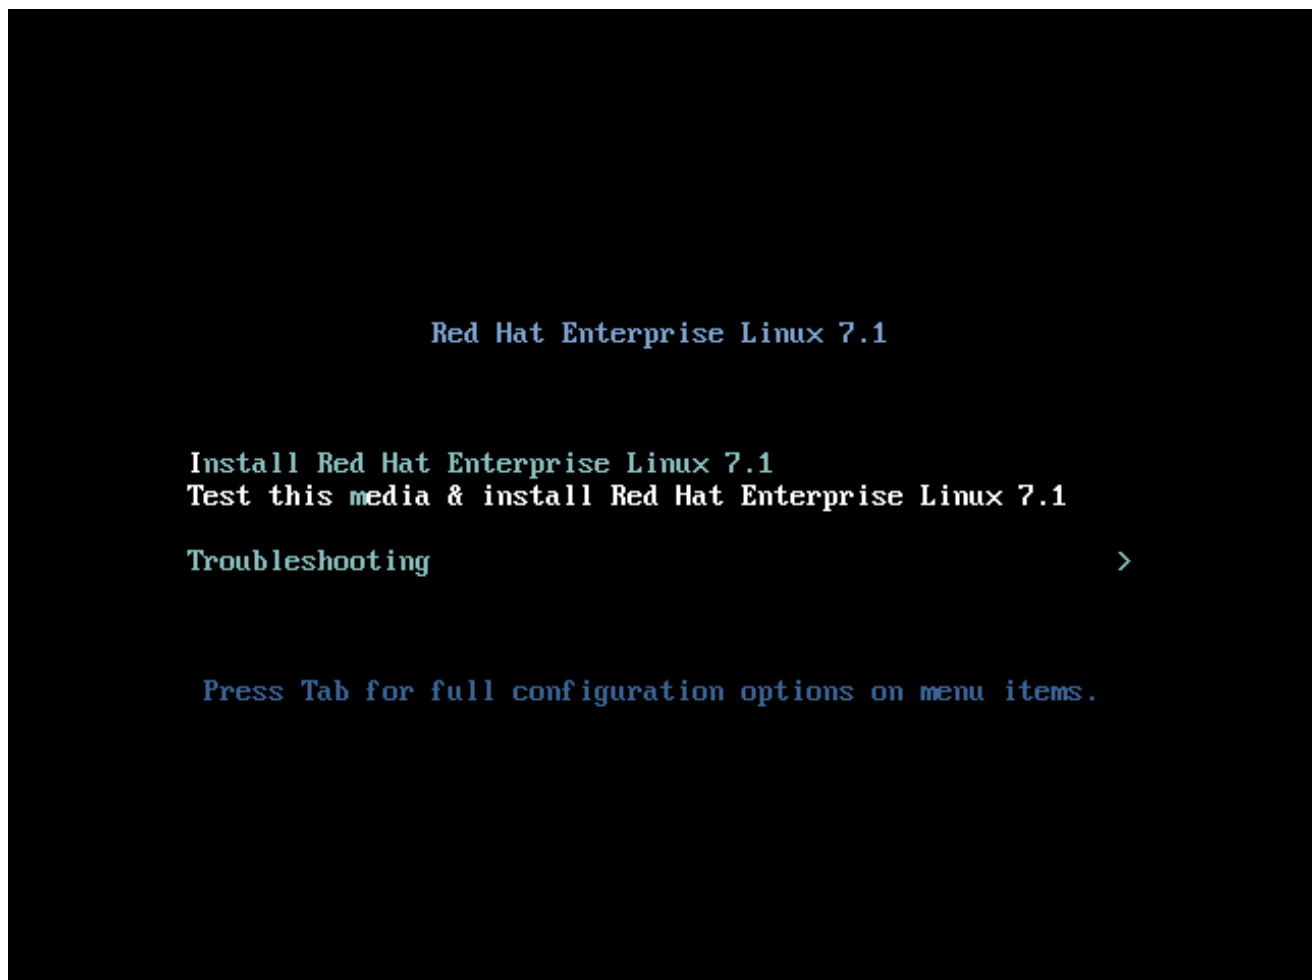 Red Hat Enterprise Linux 7.1
Install Red Hat Enterprise Linux 7.1
Test this media & install Red Hat Enterprise Linux 7.1
Troubleshooting >
Press Tab for full configuration options on menu items.